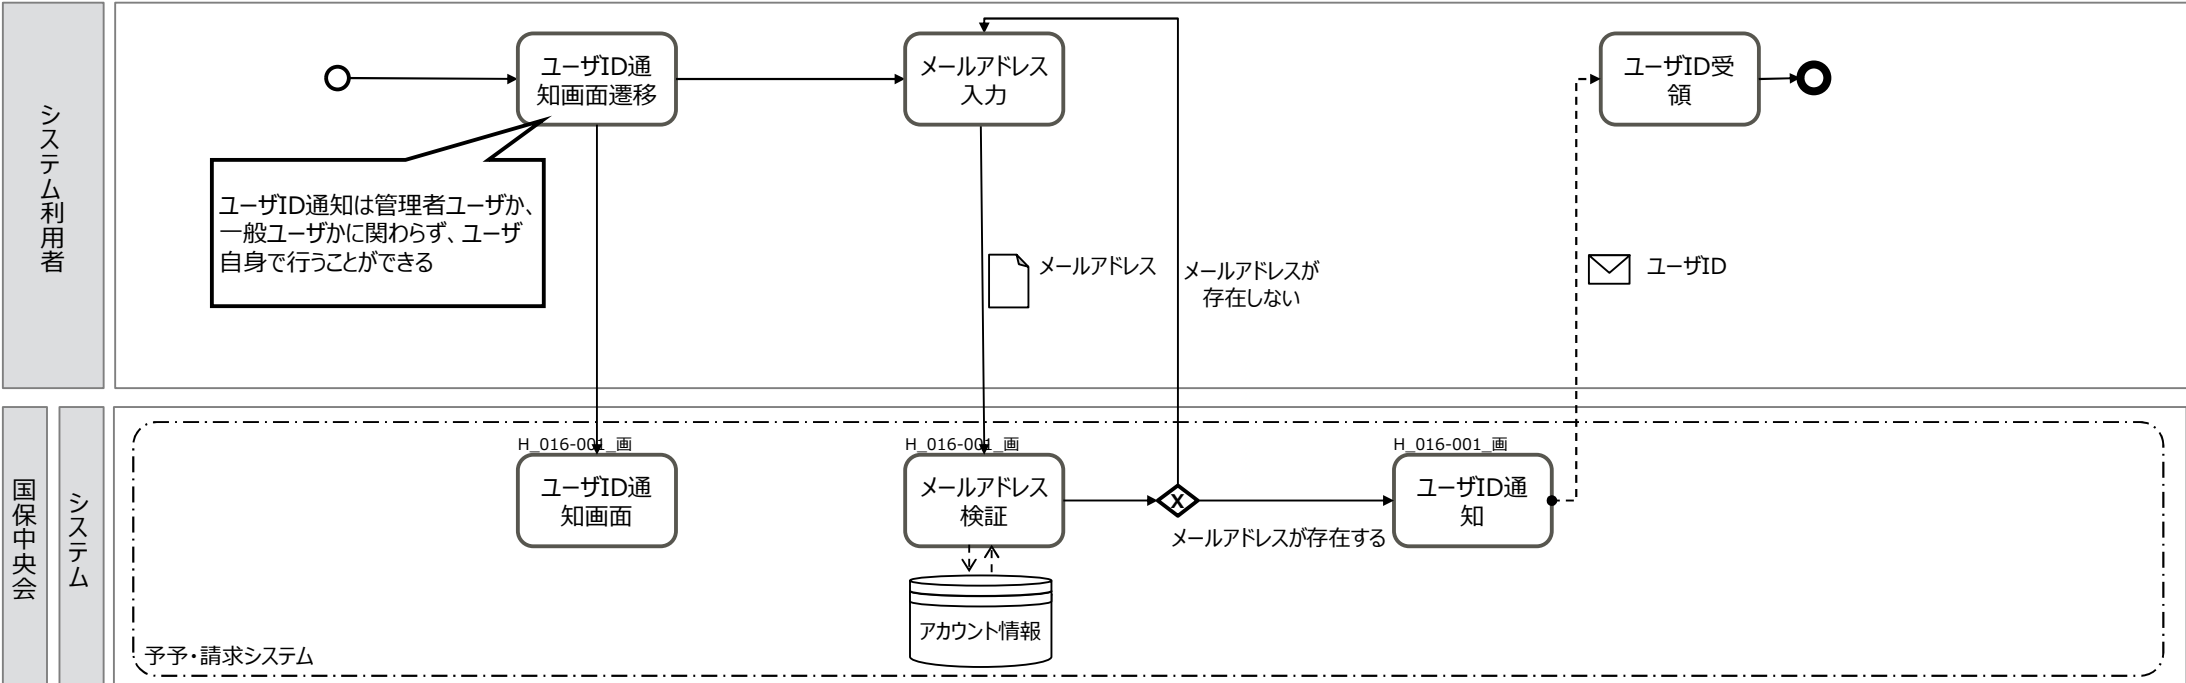 システム利用者
ユーザID通
知画面遷移
メールアドレス
入力
ユーザID受
領
ユーザID通知は管理者ユーザか、
一般ユーザかに関わらず、ユーザ
自身で行うことができる
メールアドレス
メールアドレスが
存在しない
ユーザID
国保中央会
システム
H_016-001_画
ユーザID通
知画面
H_016-001_画
メールアドレス
検証
X
メールアドレスが存在する
H_016-001_画
ユーザID通
知
アカウント情報
予予・請求システム